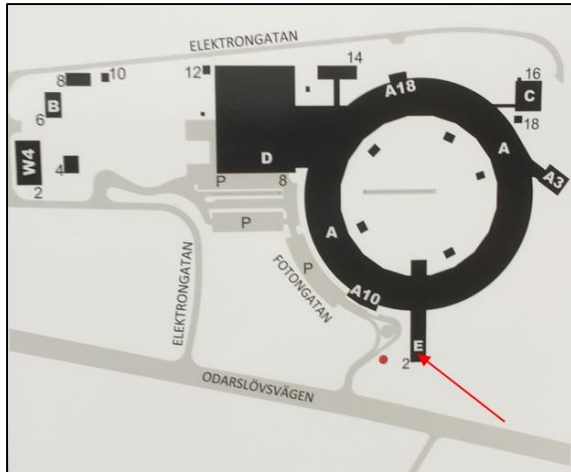 ELEKTRONGATAN
14
8
10
12
16
A18
C
B
6
18
W4
A
D
4
A3
2
P
8
P
A
P
A10
FOTONGATAN
ELEKTRONGATAN
E
2
ODARSLÖVSVÄGEN